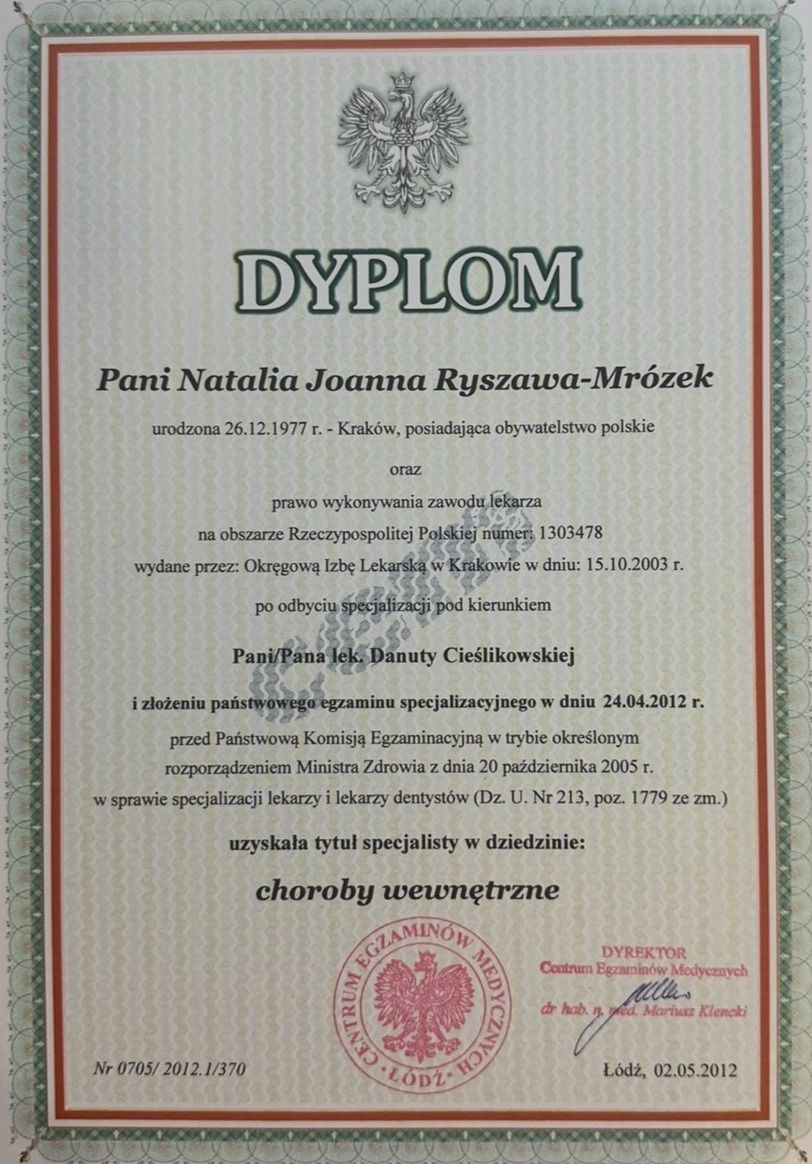 DYPLOM
Pani Natalia Joanna Ryszawa-Mrózek
urodzona 26.12.1977 r. - Kraków, posiadająca obywatelstwo polskie
oraz
prawo wykonywania zawodu lekarza
na obszarze Rzeczypospolitej Polskiej numer: 1303478
wydane przez: Okręgową Izbę Lekarską w Krakowie w dniu: 15.10.2003 r.
po odbyciu specjalizacji pod kierunkiem
Pani/Pana lek. Danuty Cieślikowskiej
i złożeniu państwowego egzaminu specjalizacyjnego w dniu 24.04.2012 r.
przed Państwową Komisją Egzaminacyjną w trybie określonym
rozporządzeniem Ministra Zdrowia z dnia 20 października 2005 r.
w sprawie specjalizacji lekarzy i lekarzy dentystów (Dz. U. Nr 213, poz. 1779 ze zm.)
uzyskała tytuł specjalisty w dziedzinie:
choroby wewnętrzne
CENTRUM EGZAMINÓW MEDYCZNYCH
ŁÓDŹ
DYREKTOR
Centrum Egzaminów Medycznych
dr hab. n. med. Mariusz Klencki
Nr 0705/ 2012.1/370
Łódź, 02.05.2012